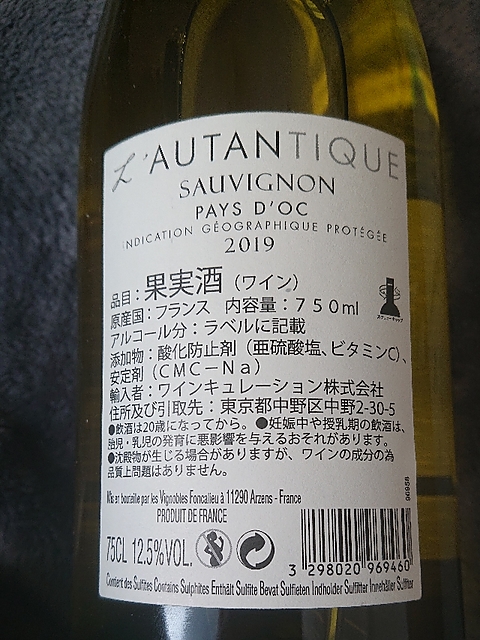 L'AUTANTIQUE
SAUVIGNON
PAYS D'OC
INDICATION GÉOGRAPHIQUE PROTÉGÉE
2019
品目：果実酒（ワイン）
原産国：フランス 内容量：７５０ml
アルコール分：ラベルに記載
添加物：酸化防止剤（亜硫酸塩、ビタミンC）、
安定剤（ＣＭＣ－Ｎａ）
輸入者：ワインキュレーション株式会社
住所及び引取先：東京都中野区中野2-30-5
●飲酒は20歳になってから。●妊娠中や授乳期の飲酒は、
胎児・乳児の発育に悪影響を与えるおそれがあります。
●沈殿物が生じる場合がありますが、ワインの成分の為
品質上問題はありません。
Mis en bouteille par les Vignobles Foncalieu à 11290 Arzens - France
PRODUIT DE FRANCE
75CL 12.5%VOL.
3 298020 969460
Contient des Sulfites Contains Sulphites Enthält Sulfite Bevat Sulfieten Indholder Sulfitter Innehåller Sulfiter